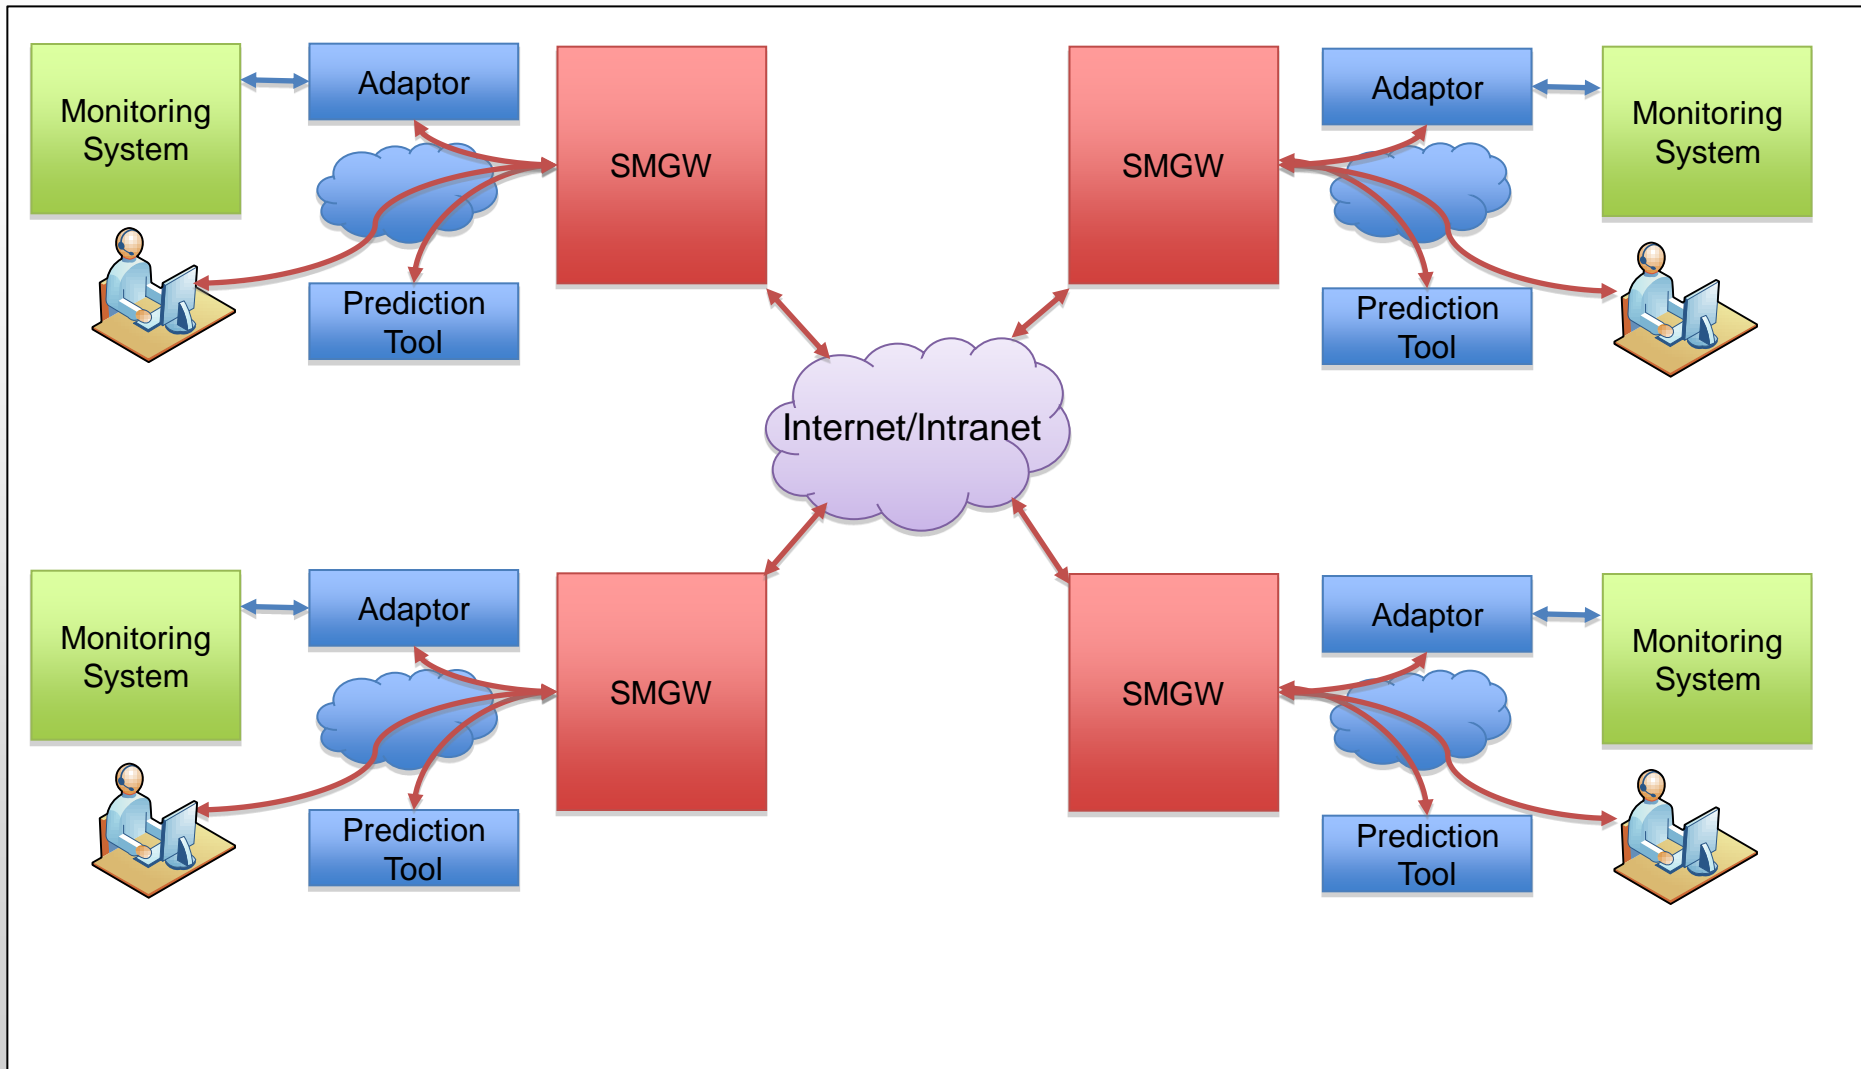 Monitoring
System
Adaptor
SMGW
Prediction
Tool
SMGW
Adaptor
Monitoring
System
Prediction
Tool
Internet/Intranet
Monitoring
System
Adaptor
SMGW
Prediction
Tool
SMGW
Adaptor
Monitoring
System
Prediction
Tool